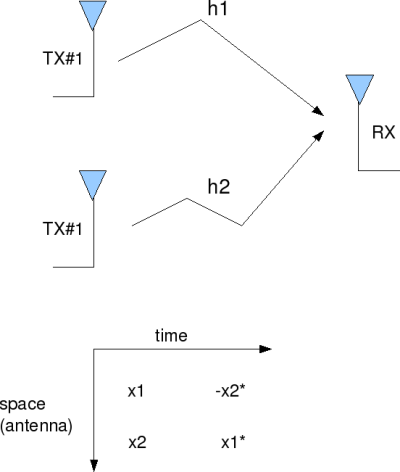 h1
TX#1
RX
h2
TX#1
time
space
(antenna)
x1 -x2*
x2 x1*